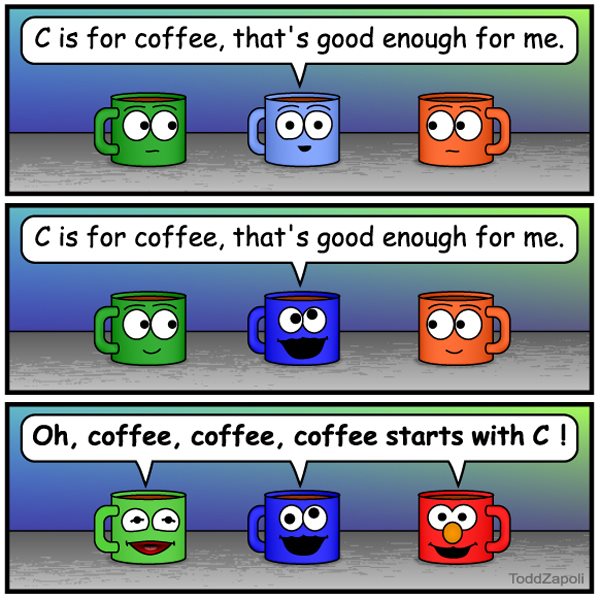 C is for coffee, that's good enough for me.
C is for coffee, that's good enough for me.
Oh, coffee, coffee, coffee starts with C !
ToddZapoli